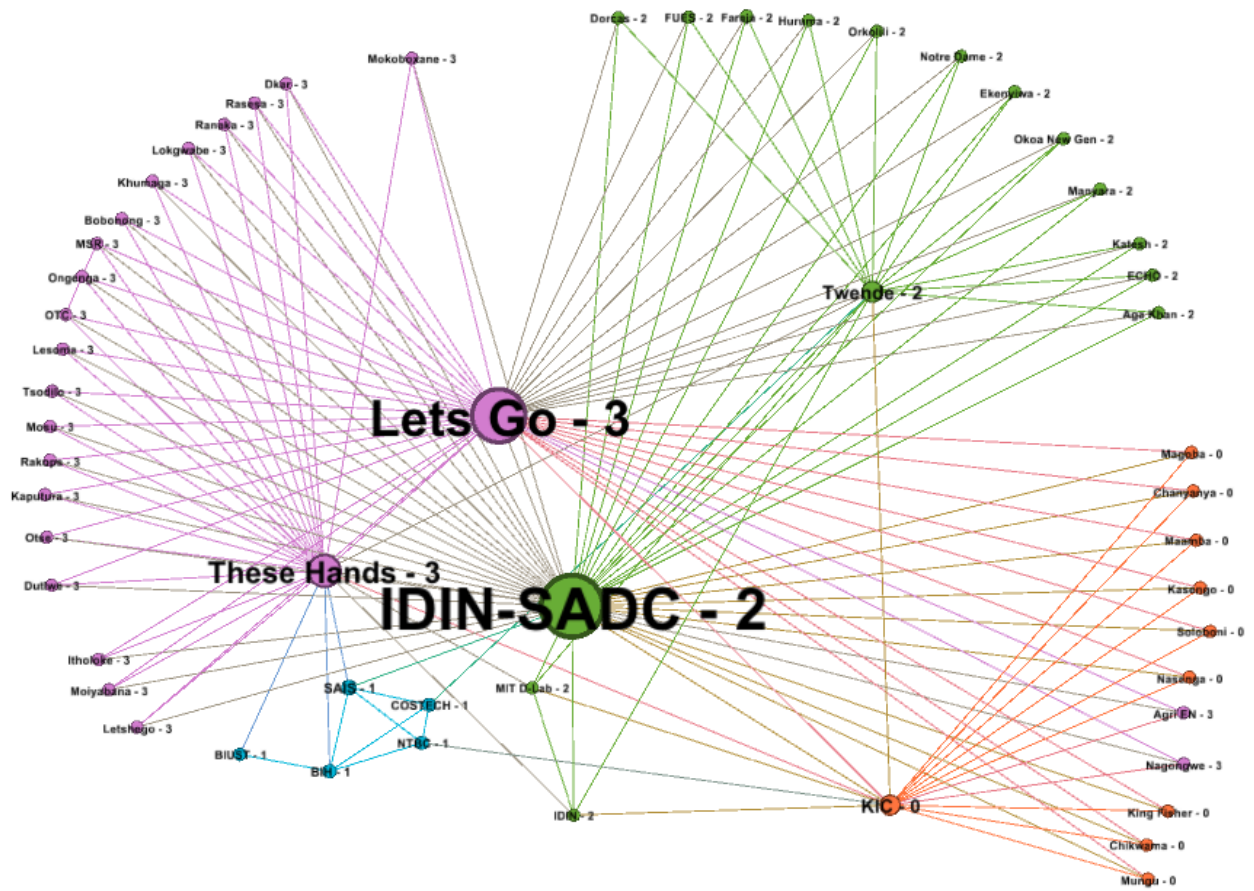 Dorcas - 2
FUES - 2
Faraja - 2
Huruma - 2
Orkolili - 2
Mokoboxane - 3
Notre Dame - 2
Dkar - 3
Ekenyiwa - 2
Rasesa - 3
Ranaka - 3
Okoa New Gen - 2
Lokgwabe - 3
Khumaga - 3
Manyara - 2
Bobonong - 3
MSR - 3
Katesh - 2
Ongenga - 3
ECHO - 2
Twende - 2
OTC - 3
Aga Khan - 2
Lesoma - 3
Tsodilo - 3
Lets Go - 3
Mosu - 3
Magoba - 0
Rakops - 3
Chanyanya - 0
Kaputura - 3
Otse - 3
Maamba - 0
These Hands - 3
Dutlwe - 3
Kasengo - 0
IDIN-SADC - 2
Soloboni - 0
Itholoke - 3
Nasenga - 0
SAIS - 1
MIT D-Lab - 2
Moiyabana - 3
COSTECH - 1
Agri EN - 3
Letshego - 3
NTBC - 1
BIUST - 1
BIH - 1
Nagongwe - 3
KIC - 0
King Fisher - 0
IDIN - 2
Chikwama - 0
Mungu - 0